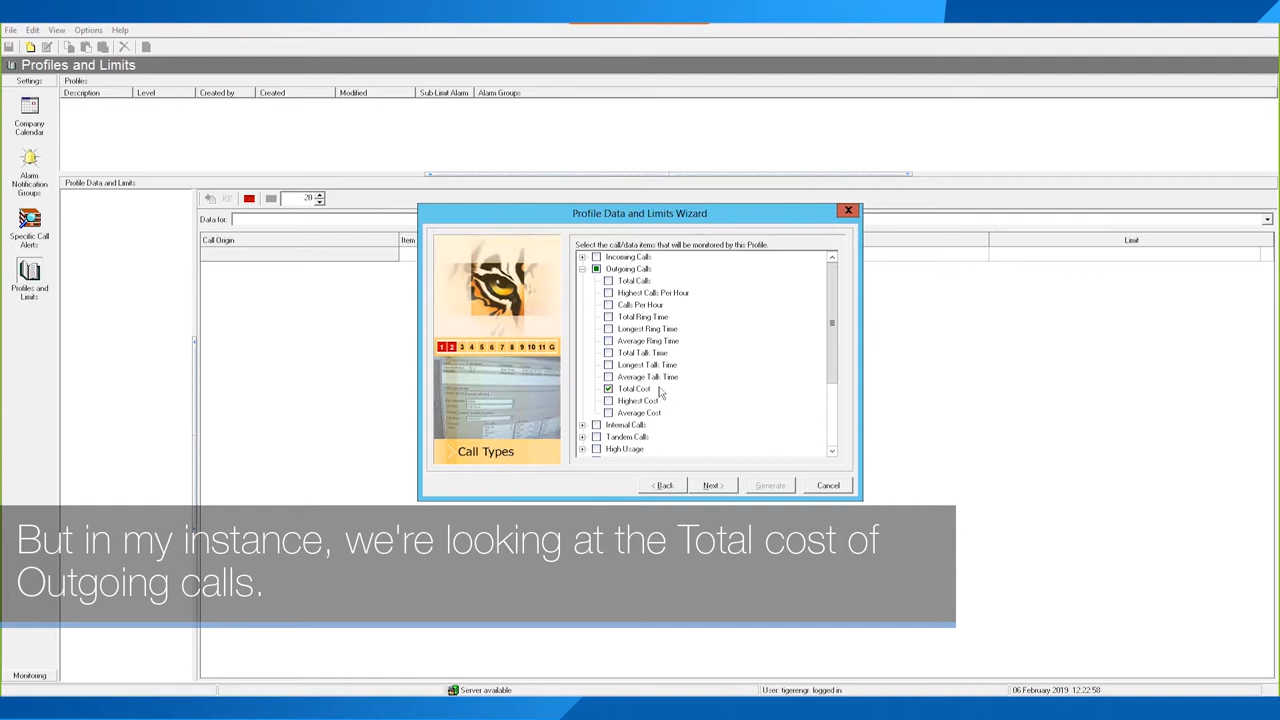 File Edit View Options Help
Profiles and Limits
Settings
Profiles
Description Level Created by Created Modified Sub-Limit Alarm Alarm Groups
Company
Calendar
Alarm
Notification
Groups
Specific Call
Alerts
Profiles and
Limits
Profile Data and Limits
20
Data for:
Call Origin Item Limit
Profile Data and Limits Wizard
X
1 2 3 4 5 6 7 8 9 10 11 G
Call Types
Select the call/data items that will be monitored by this Profile.
Incoming Calls
Outgoing Calls
Total Calls
Highest Calls Per Hour
Calls Per Hour
Total Ring Time
Longest Ring Time
Average Ring Time
Total Talk Time
Longest Talk Time
Average Talk Time
Total Cost
Highest Cost
Average Cost
Internal Calls
Tandem Calls
High Usage
< Back Next > Generate Cancel
But in my instance, we're looking at the Total cost of
Outgoing calls.
Monitoring
Server available User: tigerengr logged in 06 February 2019 12:22:58